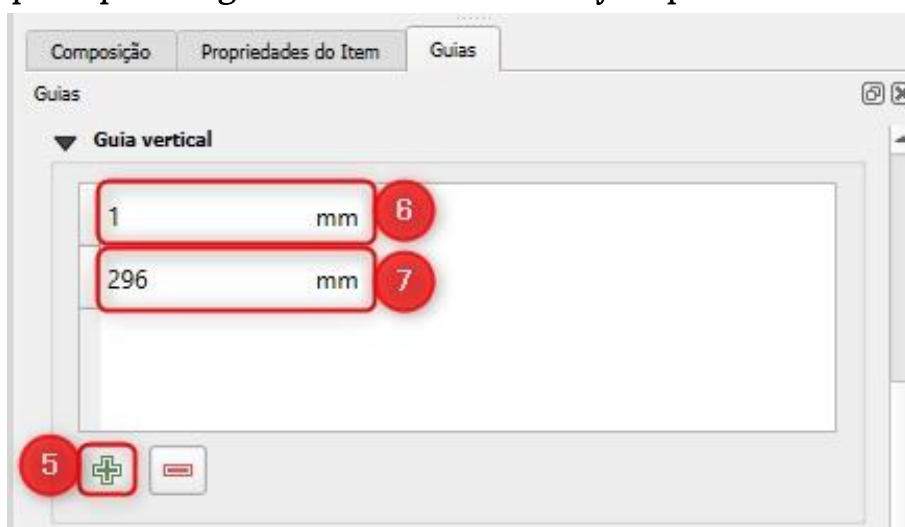 Composição Propriedades do Item Guias
Guias
Guia vertical
1 mm 6
296 mm 7
5